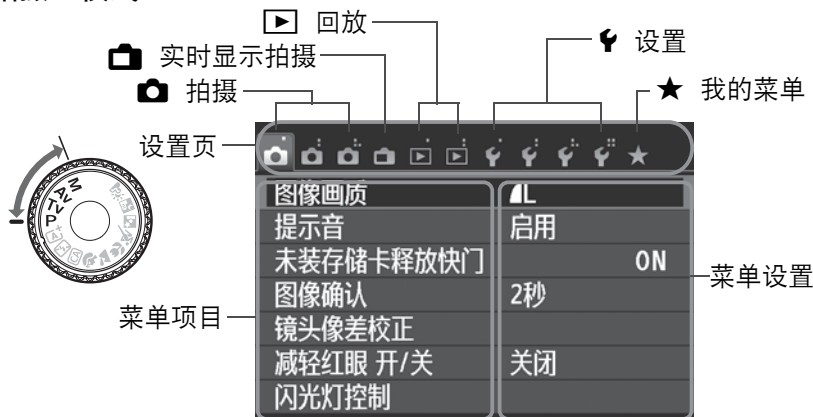 回放
设置
实时显示拍摄
拍摄
我的菜单
设置页
图像画质 L
提示音 启用
未装存储卡释放快门 ON
图像确认 2秒
镜头像差校正
减轻红眼 开/关 关闭
闪光灯控制
菜单设置
菜单项目
M
Av
Tv
P
A+